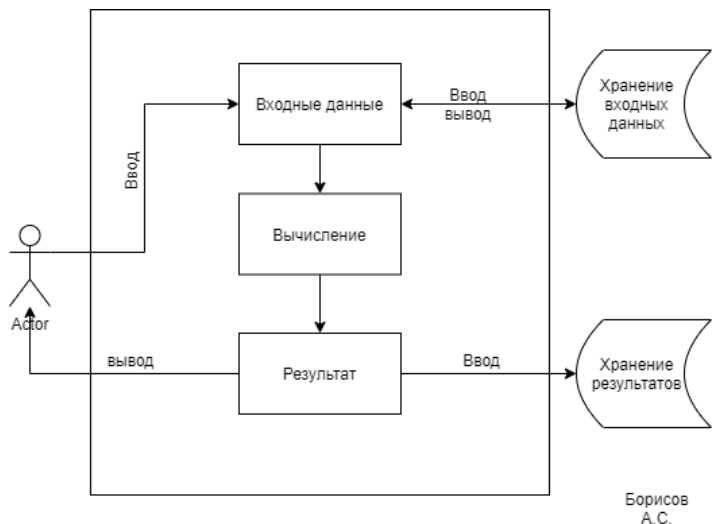 Входные данные
Ввод
вывод
Хранение
входных
данных
Ввод
Вычисление
Actor
вывод
Результат
Ввод
Хранение
результатов
Борисов
А.С.